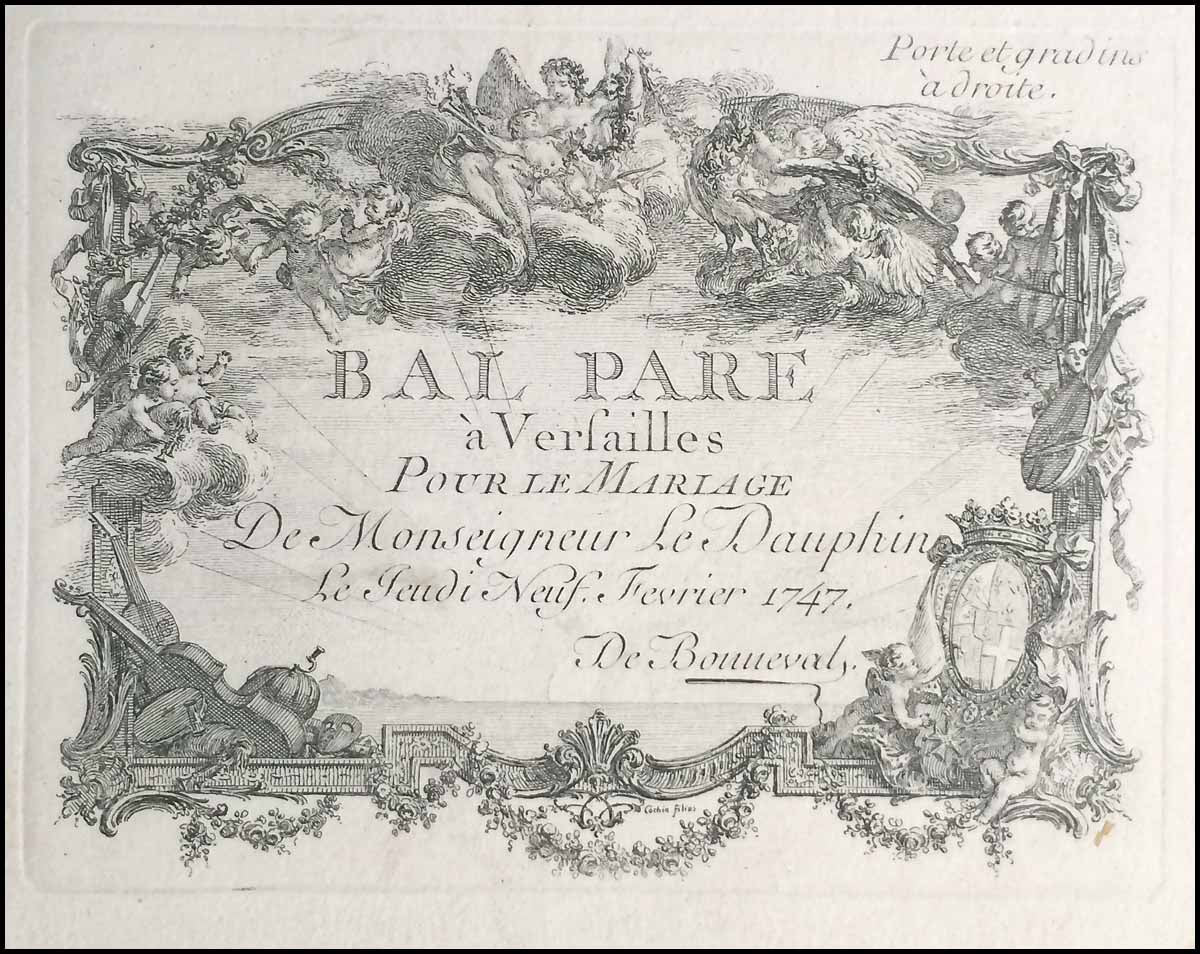 Porte et gradins
à droite.
BAL PARÉ
à Verſailles
POUR LE MARIAGE
De Monseigneur Le Dauphin
Le Jeudi Neuf. Fevrier 1747.
De Bonneval.
Cochin filius